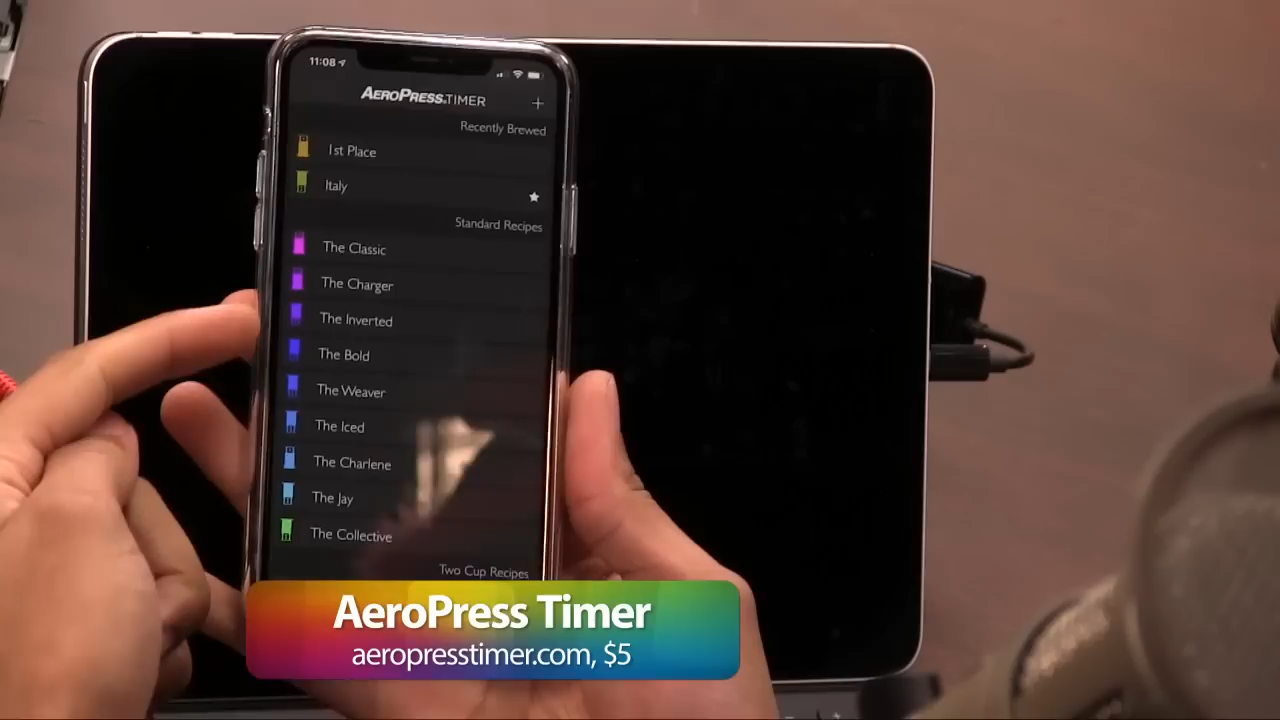 11:08
AEROPRESS TIMER
+
Recently Brewed
1st Place
Italy
Standard Recipes
The Classic
The Charger
The Inverted
The Bold
The Weaver
The Iced
The Charlene
The Jay
The Collective
Two Cup Recipes
AeroPress Timer
aeropresstimer.com, $5